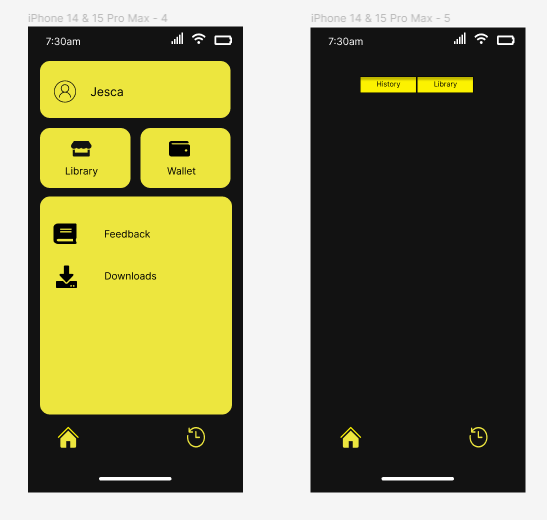 iPhone 14 & 15 Pro Max - 4
7:30am
Jesca
Library
Wallet
Feedback
Downloads
iPhone 14 & 15 Pro Max - 5
7:30am
History
Library